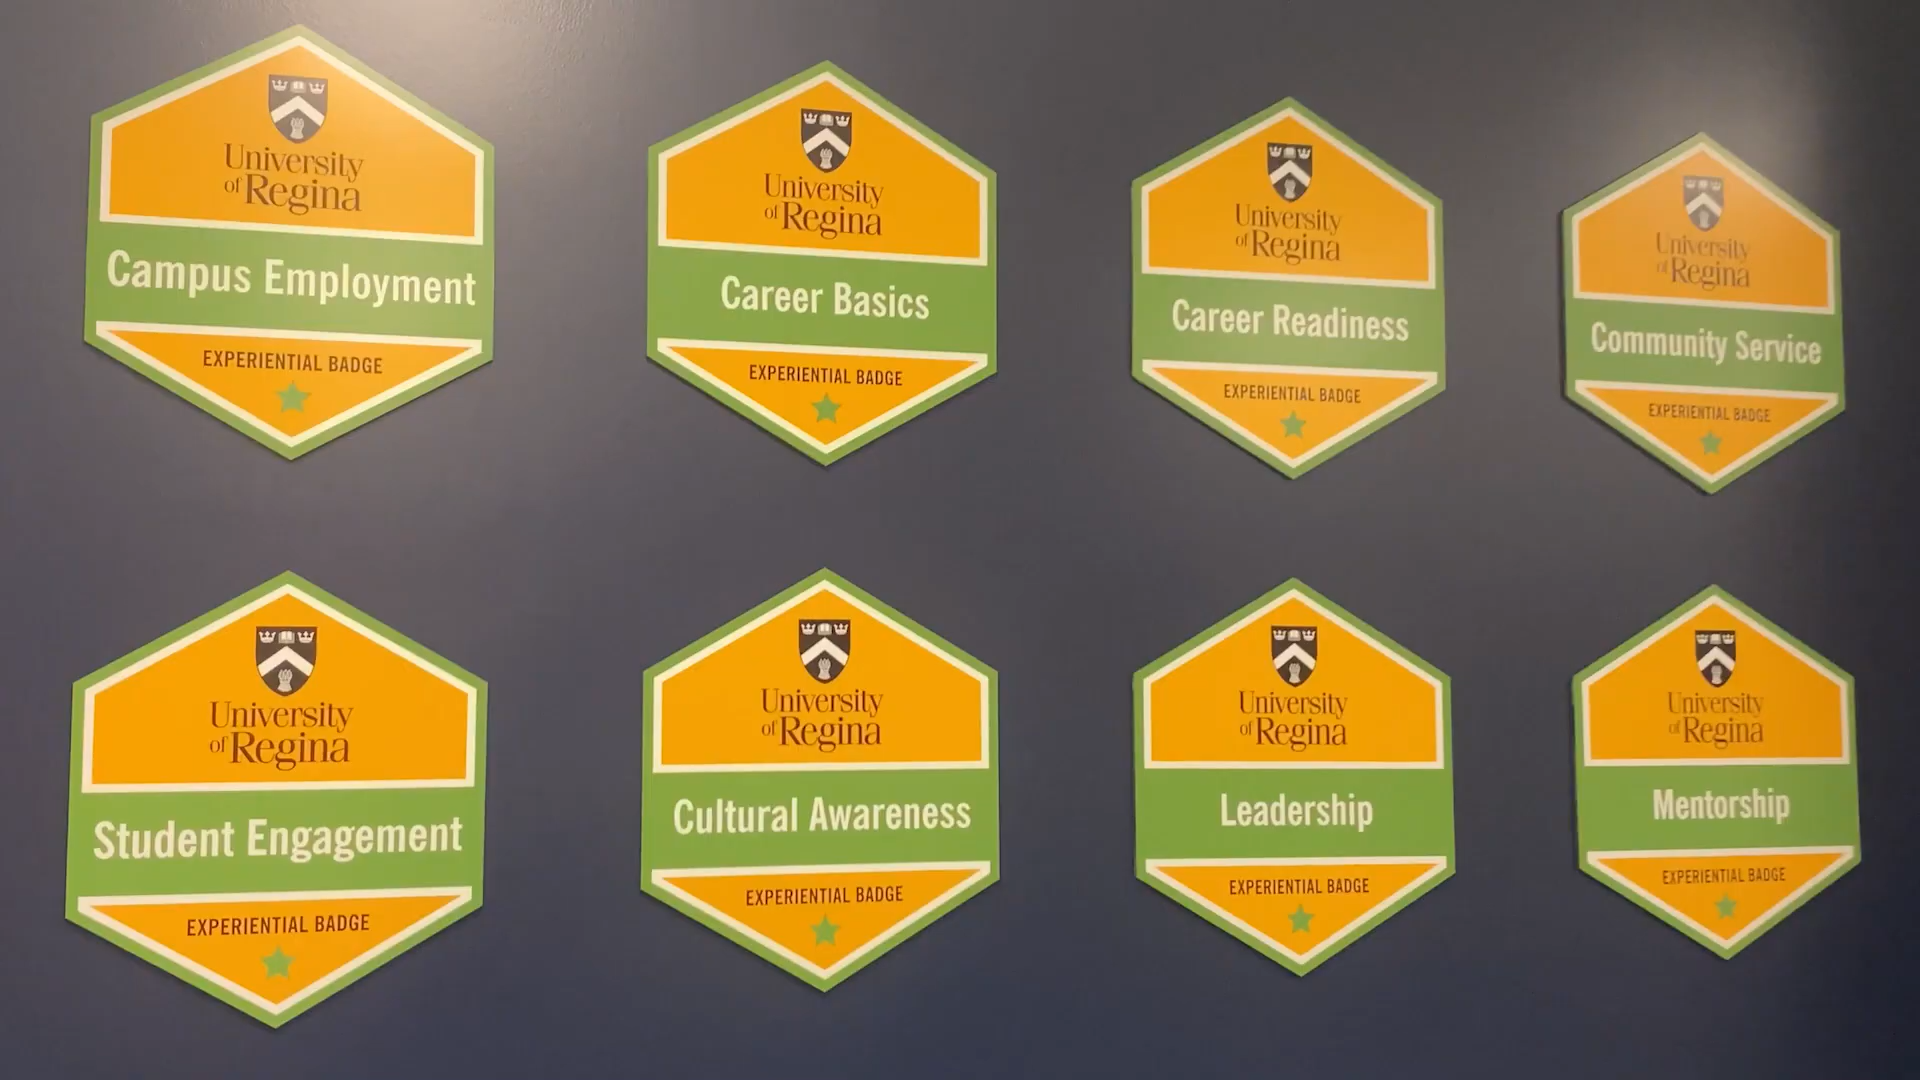 University
of Regina
Campus Employment
EXPERIENTIAL BADGE
University
of Regina
Career Basics
EXPERIENTIAL BADGE
University
of Regina
Career Readiness
EXPERIENTIAL BADGE
University
of Regina
Community Service
EXPERIENTIAL BADGE
University
of Regina
Student Engagement
EXPERIENTIAL BADGE
University
of Regina
Cultural Awareness
EXPERIENTIAL BADGE
University
of Regina
Leadership
EXPERIENTIAL BADGE
University
of Regina
Mentorship
EXPERIENTIAL BADGE